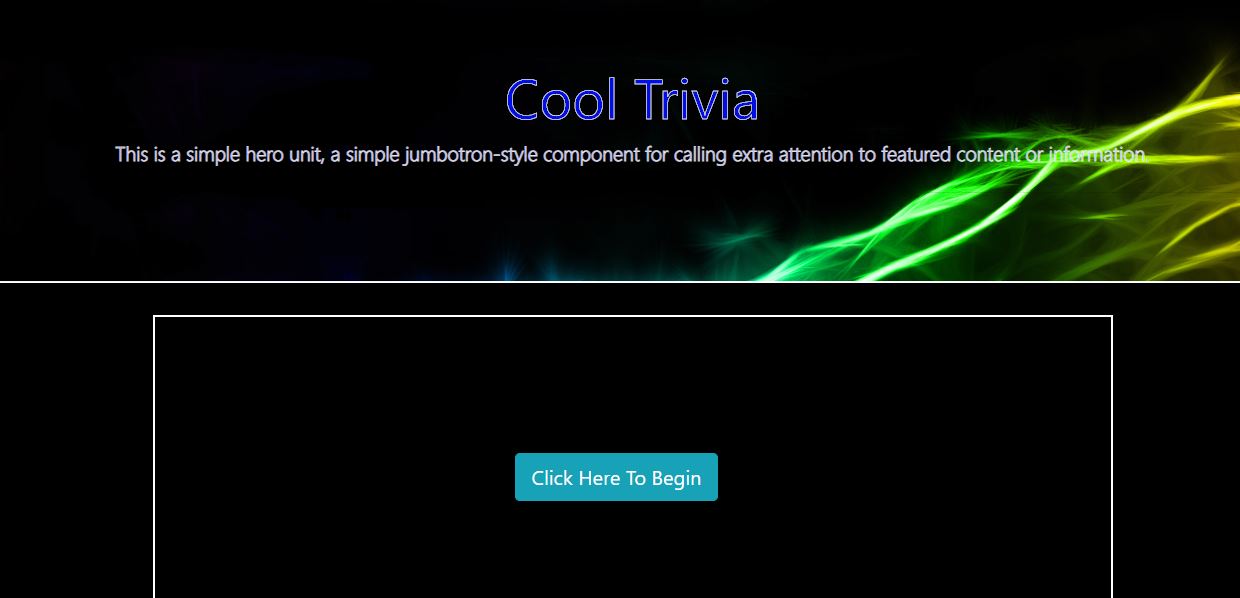 Cool Trivia
This is a simple hero unit, a simple jumbotron-style component for calling extra attention to featured content or information.
Click Here To Begin